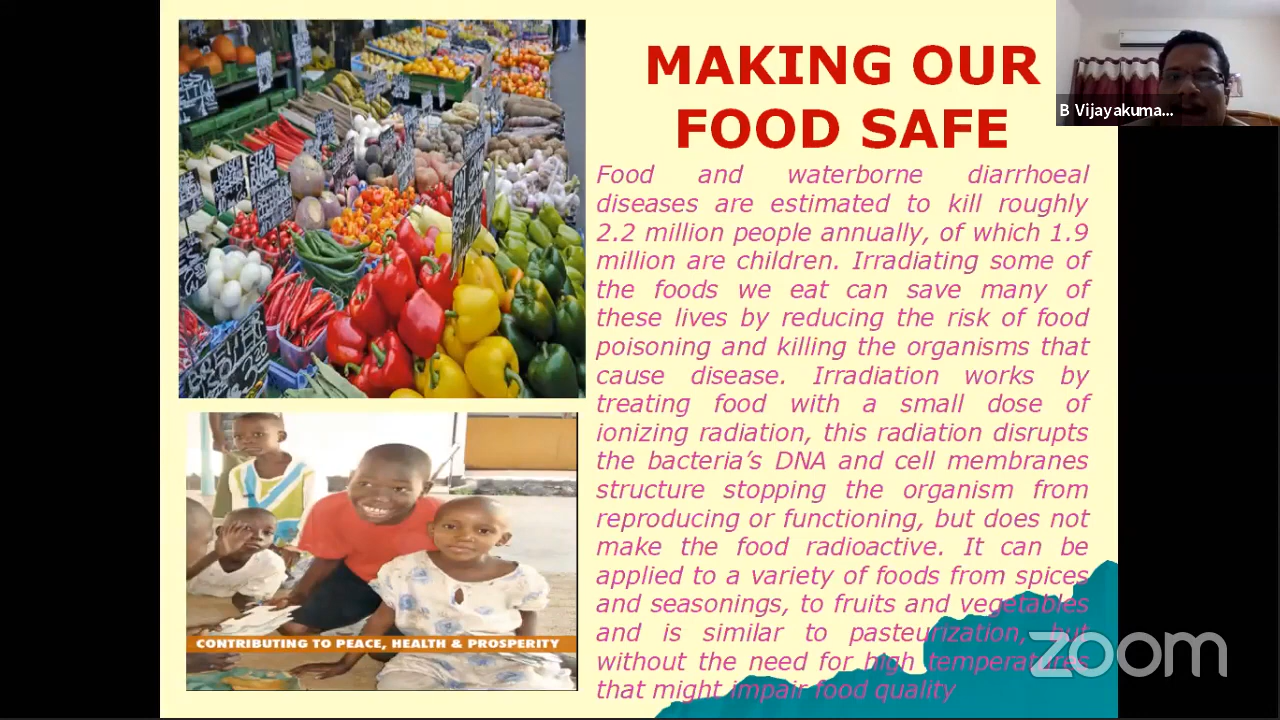 MAKING OUR
FOOD SAFE
B Vijayakuma...
Food and waterborne diarrhoeal
diseases are estimated to kill roughly
2.2 million people annually, of which 1.9
million are children. Irradiating some of
the foods we eat can save many of
these lives by reducing the risk of food
poisoning and killing the organisms that
cause disease. Irradiation works by
treating food with a small dose of
ionizing radiation, this radiation disrupts
the bacteria's DNA and cell membranes
structure stopping the organism from
reproducing or functioning, but does not
make the food radioactive. It can be
applied to a variety of foods from spices
and seasonings, to fruits and vegetables
and is similar to pasteurization, but
without the need for high temperatures
that might impair food quality
CONTRIBUTING TO PEACE, HEALTH & PROSPERITY
zoom